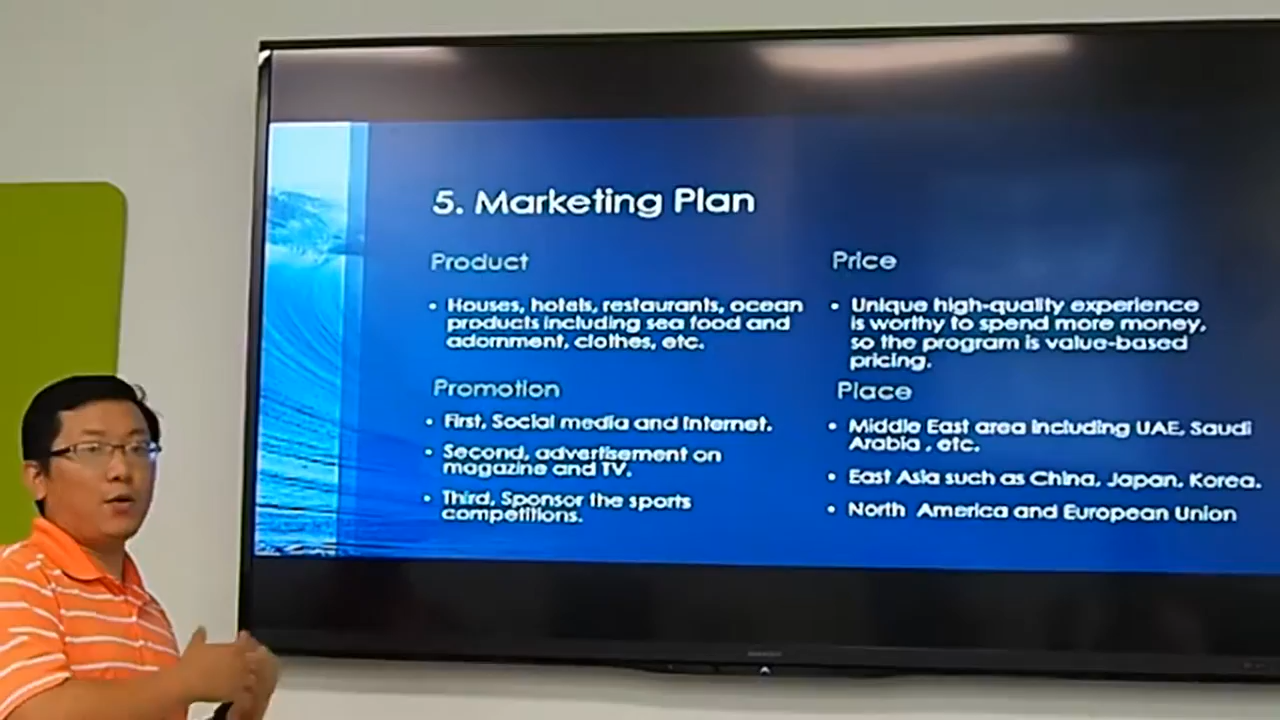 5. Marketing Plan
Product
• Houses, hotels, restaurants, ocean
products including sea food and
adornment, clothes, etc.
Price
• Unique high-quality experience
is worthy to spend more money,
so the program is value-based
pricing.
Promotion
• First, Social media and Internet.
• Second, advertisement on
magazine and TV.
• Third, Sponsor the sports
competitions.
Place
• Middle East area including UAE, Saudi
Arabia , etc.
• East Asia such as China, Japan, Korea.
• North America and European Union